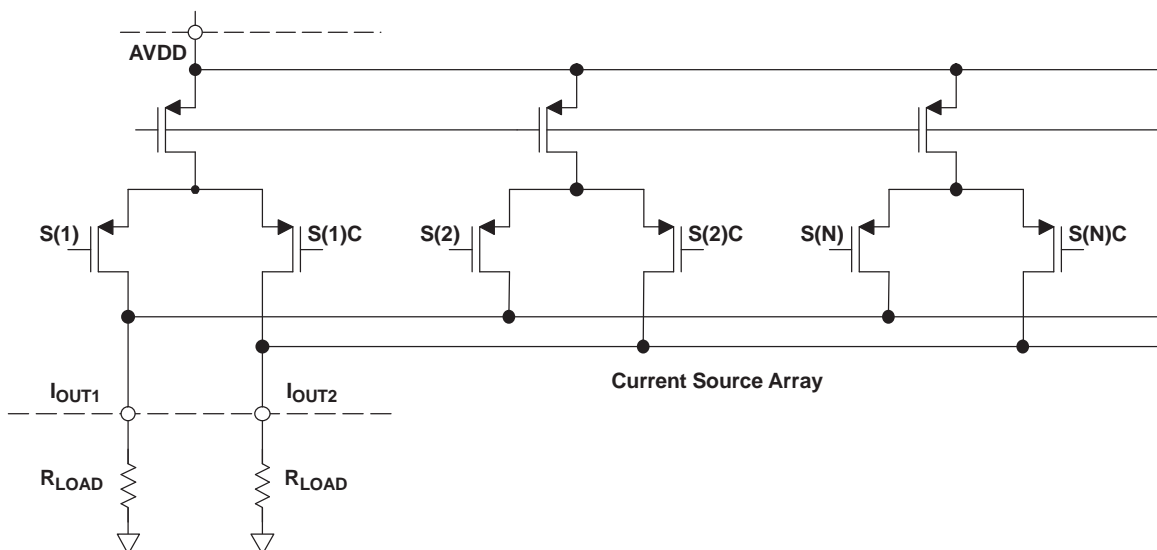 AVDD
S(1) S(1)C S(2) S(2)C S(N) S(N)C
Current Source Array
IOUT1 IOUT2
RLOAD RLOAD